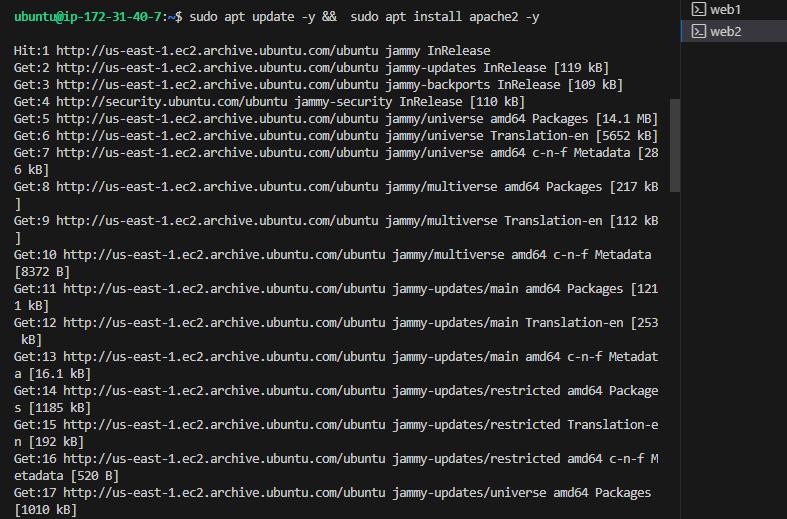 ubuntu@ip-172-31-40-7:~$ sudo apt update -y &&  sudo apt install apache2 -y
Hit:1 http://us-east-1.ec2.archive.ubuntu.com/ubuntu jammy InRelease
Get:2 http://us-east-1.ec2.archive.ubuntu.com/ubuntu jammy-updates InRelease [119 kB]
Get:3 http://us-east-1.ec2.archive.ubuntu.com/ubuntu jammy-backports InRelease [109 kB]
Get:4 http://security.ubuntu.com/ubuntu jammy-security InRelease [110 kB]
Get:5 http://us-east-1.ec2.archive.ubuntu.com/ubuntu jammy/universe amd64 Packages [14.1 MB]
Get:6 http://us-east-1.ec2.archive.ubuntu.com/ubuntu jammy/universe Translation-en [5652 kB]
Get:7 http://us-east-1.ec2.archive.ubuntu.com/ubuntu jammy/universe amd64 c-n-f Metadata [28
6 kB]
Get:8 http://us-east-1.ec2.archive.ubuntu.com/ubuntu jammy/multiverse amd64 Packages [217 kB
]
Get:9 http://us-east-1.ec2.archive.ubuntu.com/ubuntu jammy/multiverse Translation-en [112 kB
]
Get:10 http://us-east-1.ec2.archive.ubuntu.com/ubuntu jammy/multiverse amd64 c-n-f Metadata
[8372 B]
Get:11 http://us-east-1.ec2.archive.ubuntu.com/ubuntu jammy-updates/main amd64 Packages [121
1 kB]
Get:12 http://us-east-1.ec2.archive.ubuntu.com/ubuntu jammy-updates/main Translation-en [253
 kB]
Get:13 http://us-east-1.ec2.archive.ubuntu.com/ubuntu jammy-updates/main amd64 c-n-f Metadat
a [16.1 kB]
Get:14 http://us-east-1.ec2.archive.ubuntu.com/ubuntu jammy-updates/restricted amd64 Package
s [1185 kB]
Get:15 http://us-east-1.ec2.archive.ubuntu.com/ubuntu jammy-updates/restricted Translation-e
n [192 kB]
Get:16 http://us-east-1.ec2.archive.ubuntu.com/ubuntu jammy-updates/restricted amd64 c-n-f M
etadata [520 B]
Get:17 http://us-east-1.ec2.archive.ubuntu.com/ubuntu jammy-updates/universe amd64 Packages
[1010 kB]
web1
web2